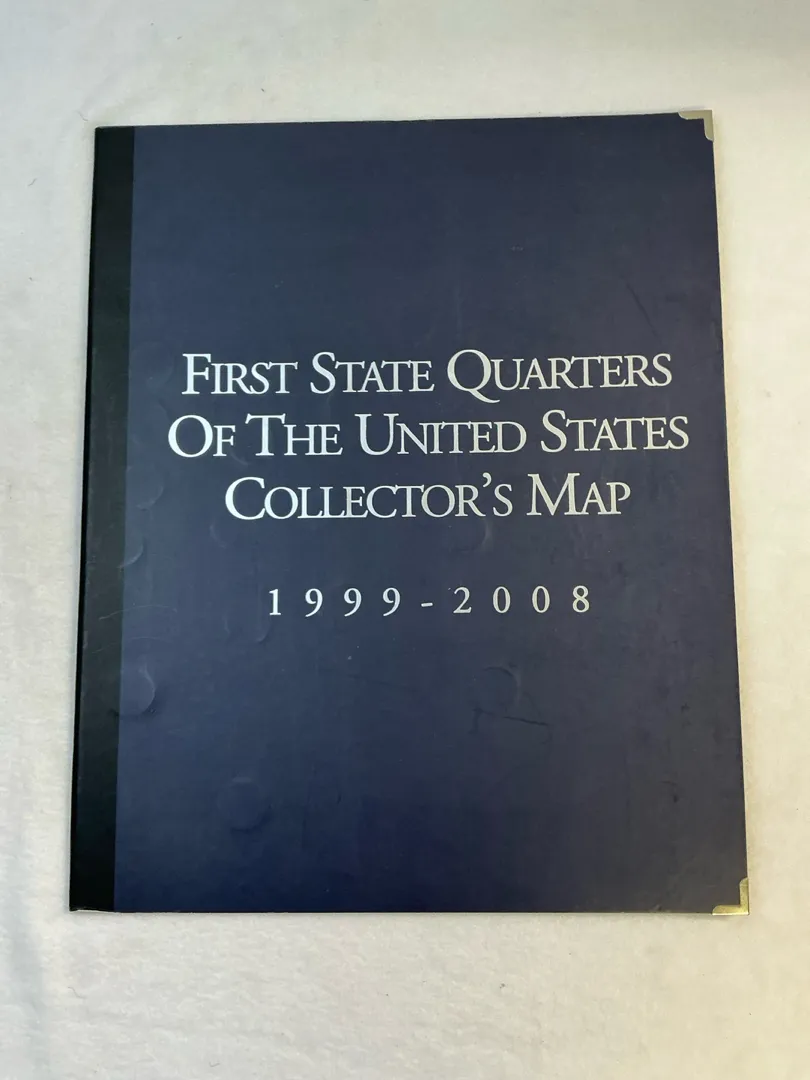 First State Quarters
Of The United States
Collector's Map
1999-2008